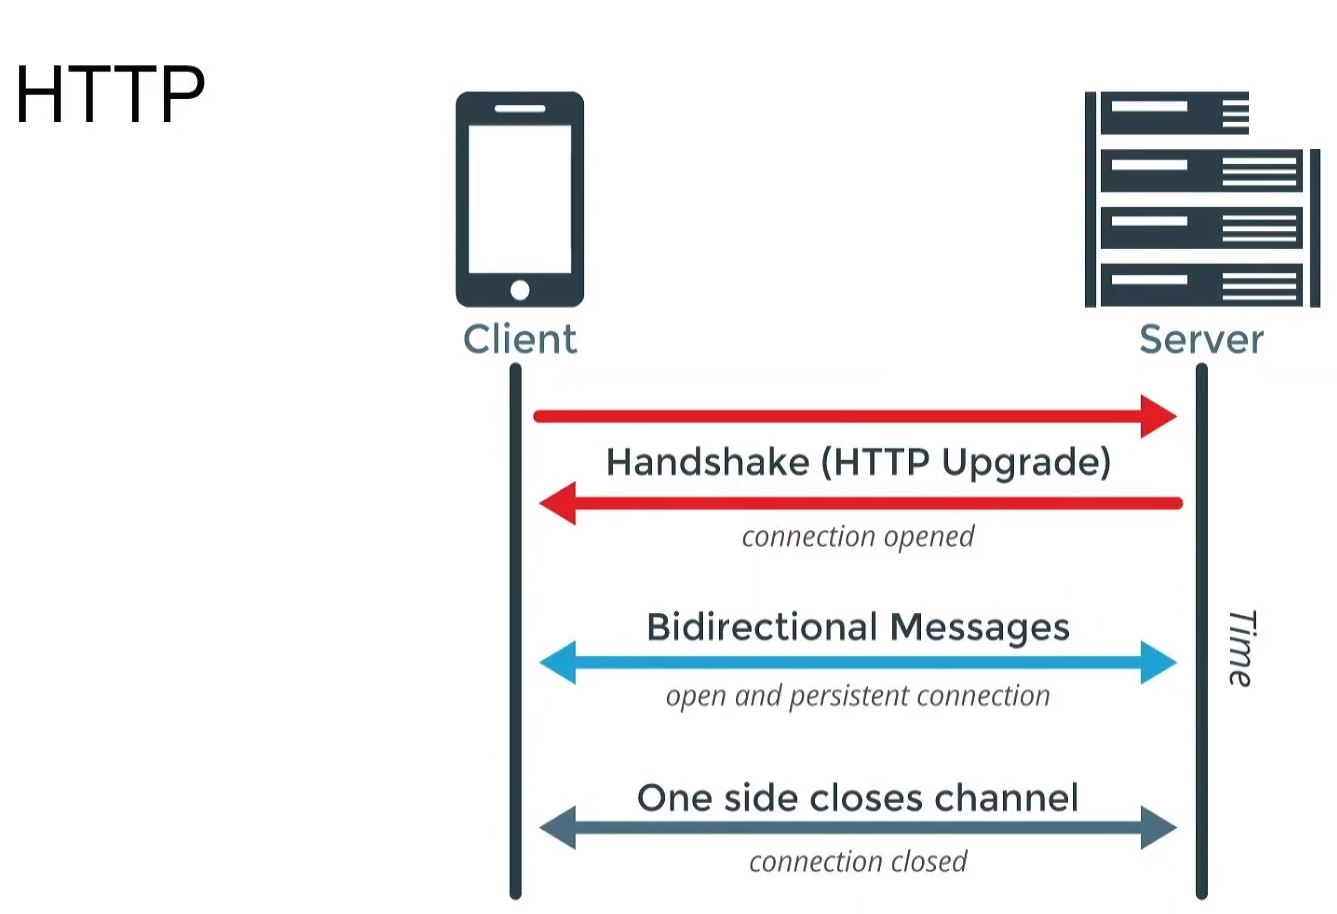 HTTP
Client
Server
Handshake (HTTP Upgrade)
connection opened
Bidirectional Messages
open and persistent connection
Time
One side closes channel
connection closed